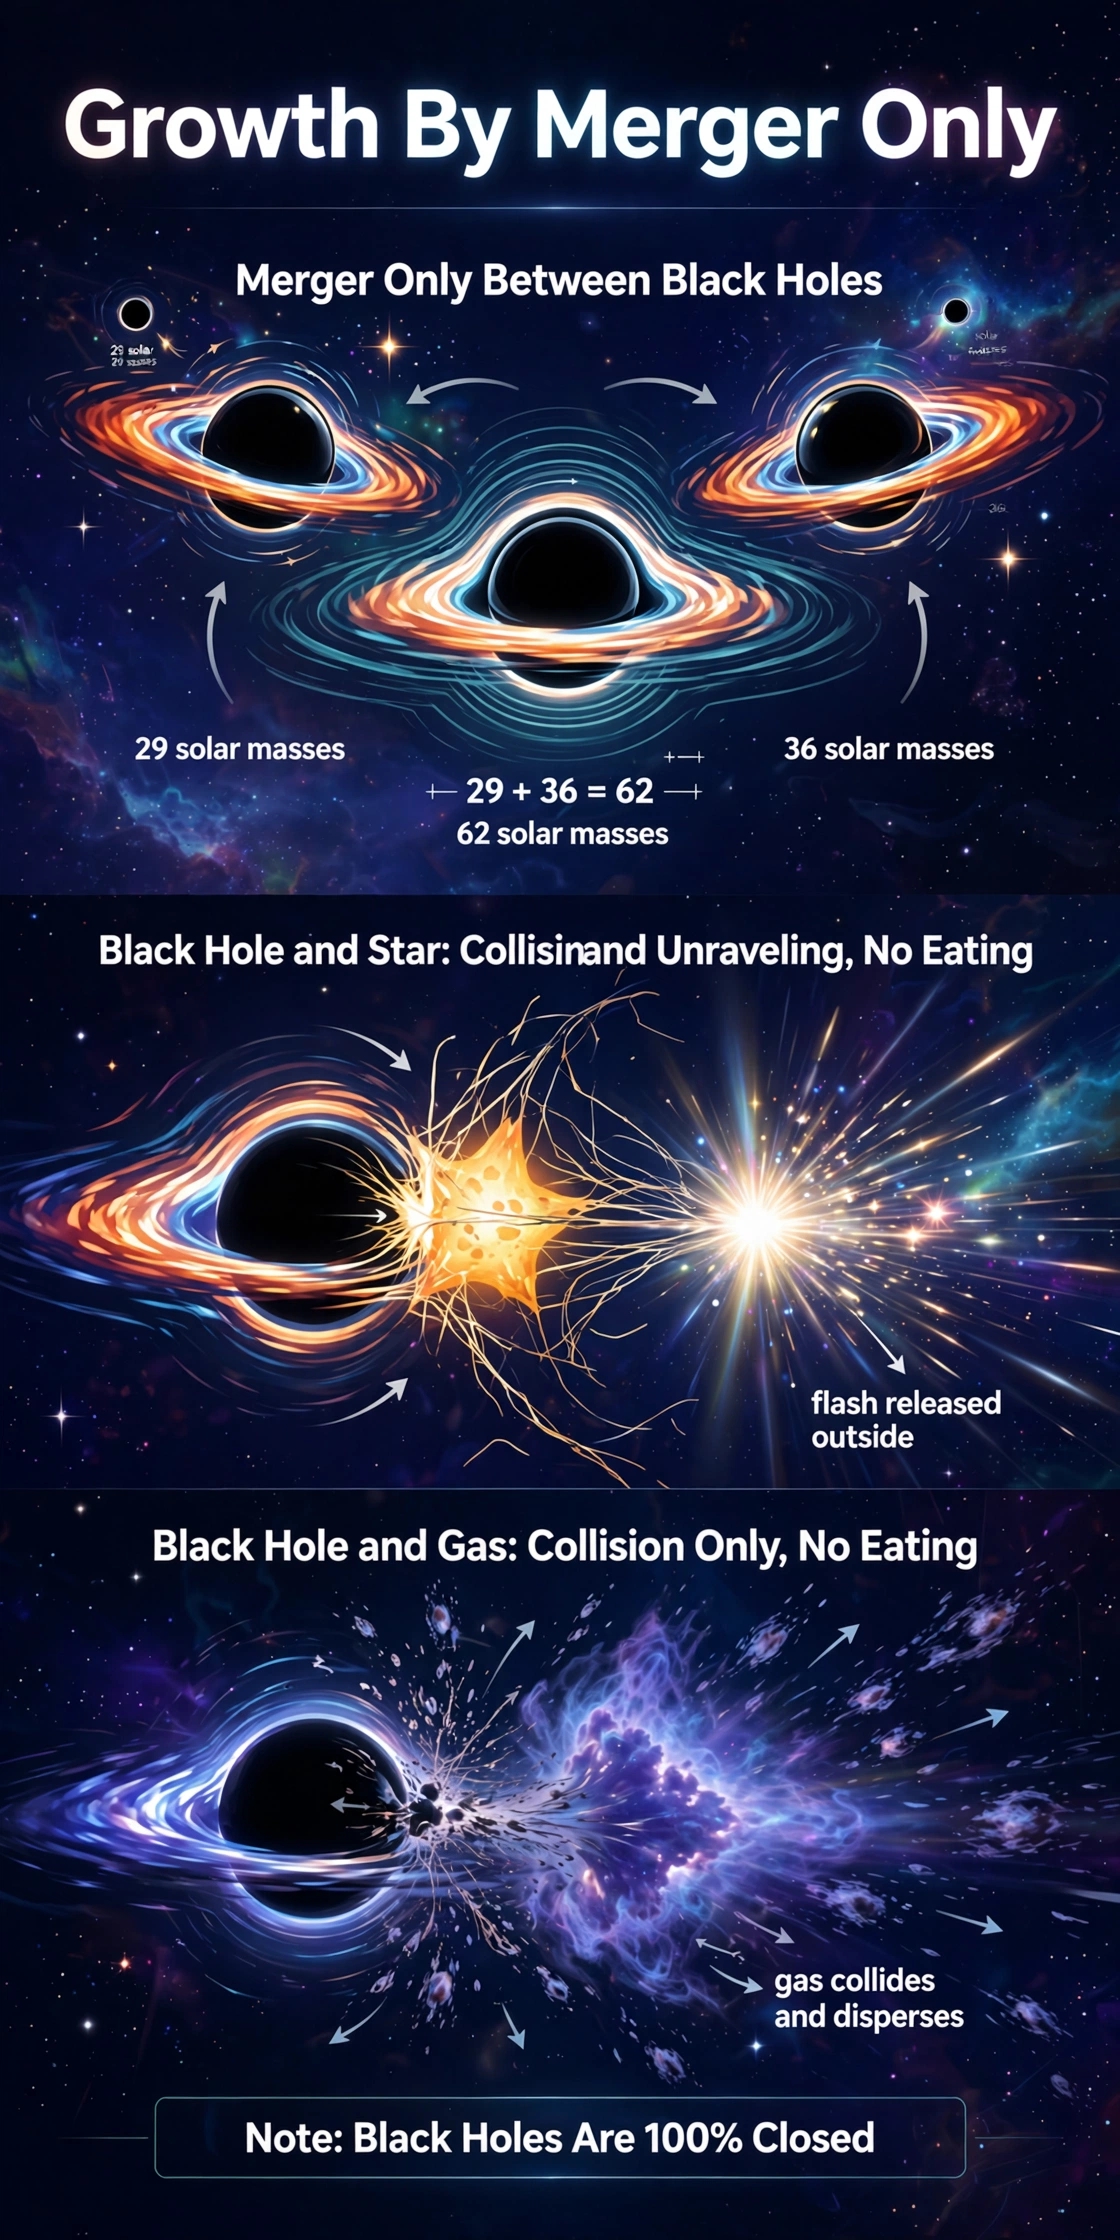 Growth By Merger Only
Merger Only Between Black Holes
29 solar
29 solar masses
36 solar masses
29 + 36 = 62
62 solar masses
Black Hole and Star: Collisinand Unraveling, No Eating
flash released
outside
Black Hole and Gas: Collision Only, No Eating
gas collides
and disperses
Note: Black Holes Are 100% Closed